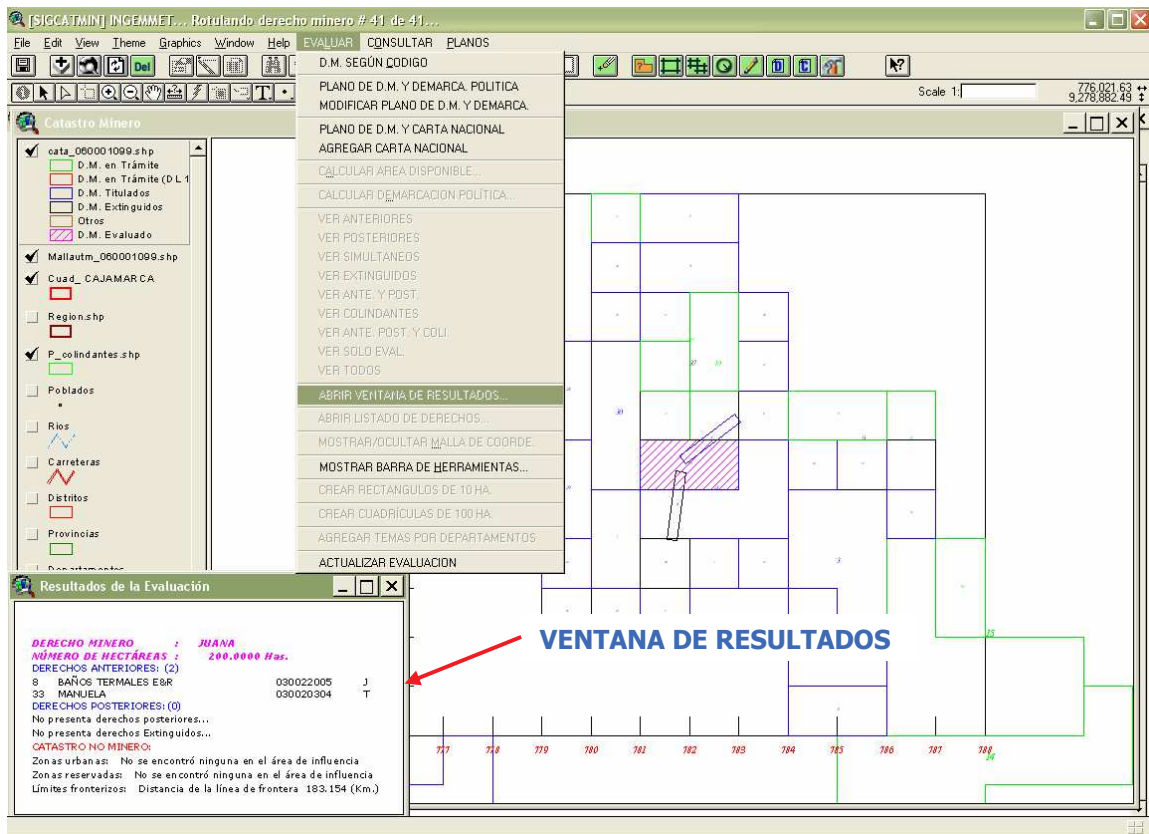 [SIGCATMIN] INGEMMET... Rotulando derecho minero # 41 de 41...
File Edit View Theme Graphics Window Help EVALUAR CONSULTAR PLANOS
Del
Scale 1:
776,021.63
9,278,882.49
Catastro Minero
cata_060001099.shp
D.M. en Trámite
D.M. en Trámite (D L 1
D.M. Titulados
D.M. Extinguidos
Otros
D.M. Evaluado
Mallautm_060001099.shp
Cuad_ CAJAMARCA
Region.shp
P_colindantes.shp
Poblados
Rios
Carreteras
Distritos
Provincias
Departamentos
D.M. SEGÚN CODIGO
PLANO DE D.M. Y DEMARCA. POLITICA
MODIFICAR PLANO DE D.M. Y DEMARCA.
PLANO DE D.M. Y CARTA NACIONAL
AGREGAR CARTA NACIONAL
CALCULAR AREA DISPONIBLE...
CALCULAR DEMARCACION POLÍTICA...
VER ANTERIORES
VER POSTERIORES
VER SIMULTANEOS
VER EXTINGUIDOS
VER ANTE. Y POST.
VER COLINDANTES
VER ANTE. POST. Y COLI.
VER SOLO EVAL.
VER TODOS
ABRIR VENTANA DE RESULTADOS...
ABRIR LISTADO DE DERECHOS...
MOSTRAR/OCULTAR MALLA DE COORDE.
MOSTRAR BARRA DE HERRAMIENTAS...
CREAR RECTANGULOS DE 10 HA.
CREAR CUADRÍCULAS DE 100 HA.
AGREGAR TEMAS POR DEPARTAMENTOS
ACTUALIZAR EVALUACION
Resultados de la Evaluación
DERECHO MINERO : JUANA
NÚMERO DE HECTÁREAS : 200.0000 Has.
DERECHOS ANTERIORES: (2)
8 BAÑOS TERMALES E&R 030022005 J
33 MANUELA 030020304 T
DERECHOS POSTERIORES: (0)
No presenta derechos posteriores...
No presenta derechos Extinguidos...
CATASTRO NO MINERO:
Zonas urbanas: No se encontró ninguna en el área de influencia
Zonas reservadas: No se encontró ninguna en el área de influencia
Límites fronterizos: Distancia de la línea de frontera 183.154 (Km.)
VENTANA DE RESULTADOS
777 778 779 780 781 782 783 784 785 786 787 788
15
14